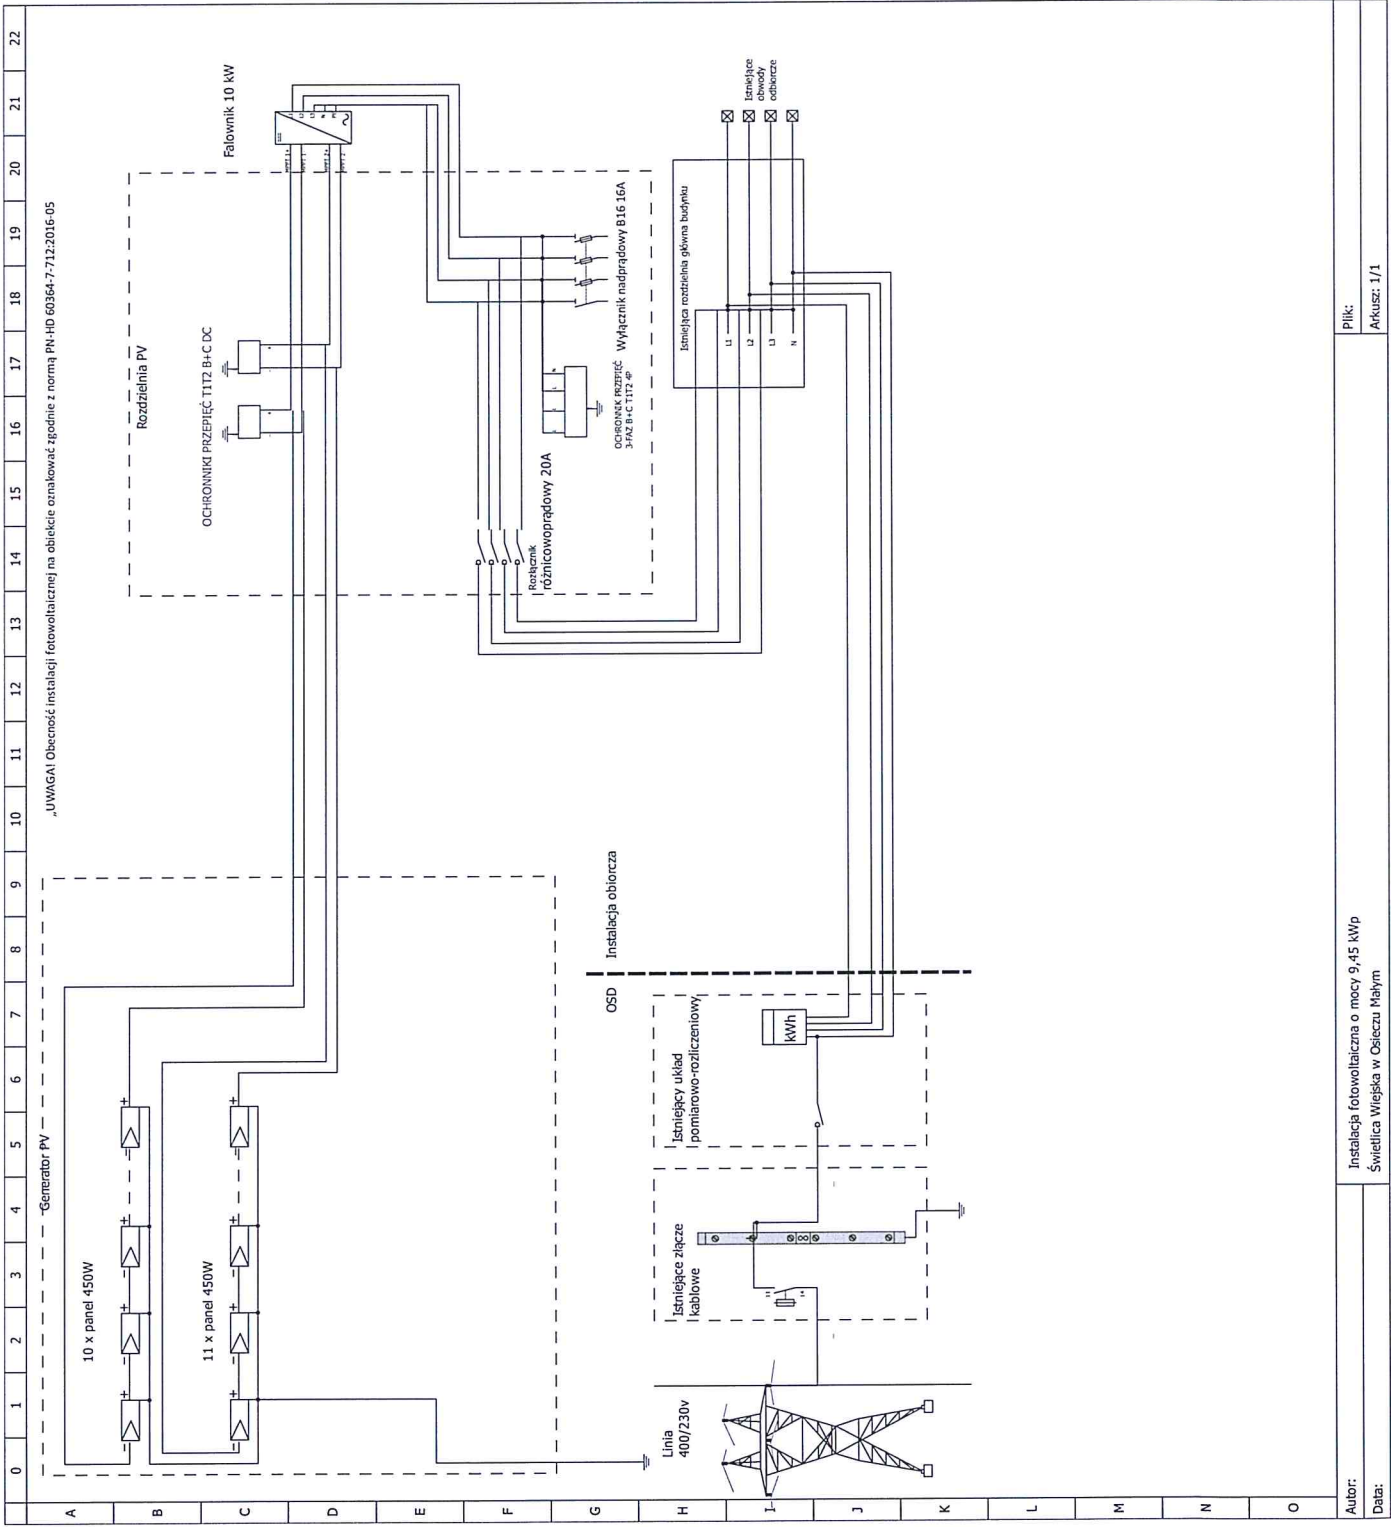 „UWAGA! Obecność instalacji fotowoltaicznej na obiekcie oznakować zgodnie z normą PN-HD 60364-7-712:2016-05
0 1 2 3 4 5 6 7 8 9 10 11 12 13 14 15 16 17 18 19 20 21 22
A
B
C
D
E
F
G
H
I
J
K
L
M
N
O
Generator PV
10 x panel 450W
11 x panel 450W
Rozdzielnia PV
OCHRONNIKI PRZEPIĘĆ T1T2 B+C DC
Falownik 10 kW
L1
L2
L3
N
Rozłącznik
różnicowoprądowy 20A
OCHRONNIK PRZEPIĘĆ
3-FAZ B+C T1T2 4P
Wyłącznik nadprądowy B16 16A
Istniejąca rozdzielnia główna budynku
L1
L2
L3
N
Istniejące
obwody
odbiorcze
OSD
Instalacja obiorcza
Istniejący układ
pomiarowo-rozliczeniowy
kWh
Istniejące złącze
kablowe
Linia
400/230v
Autor:
Data:
Instalacja fotowoltaiczna o mocy 9,45 kWp
Świetlica Wiejska w Osieczu Małym
Plik:
Arkusz: 1/1